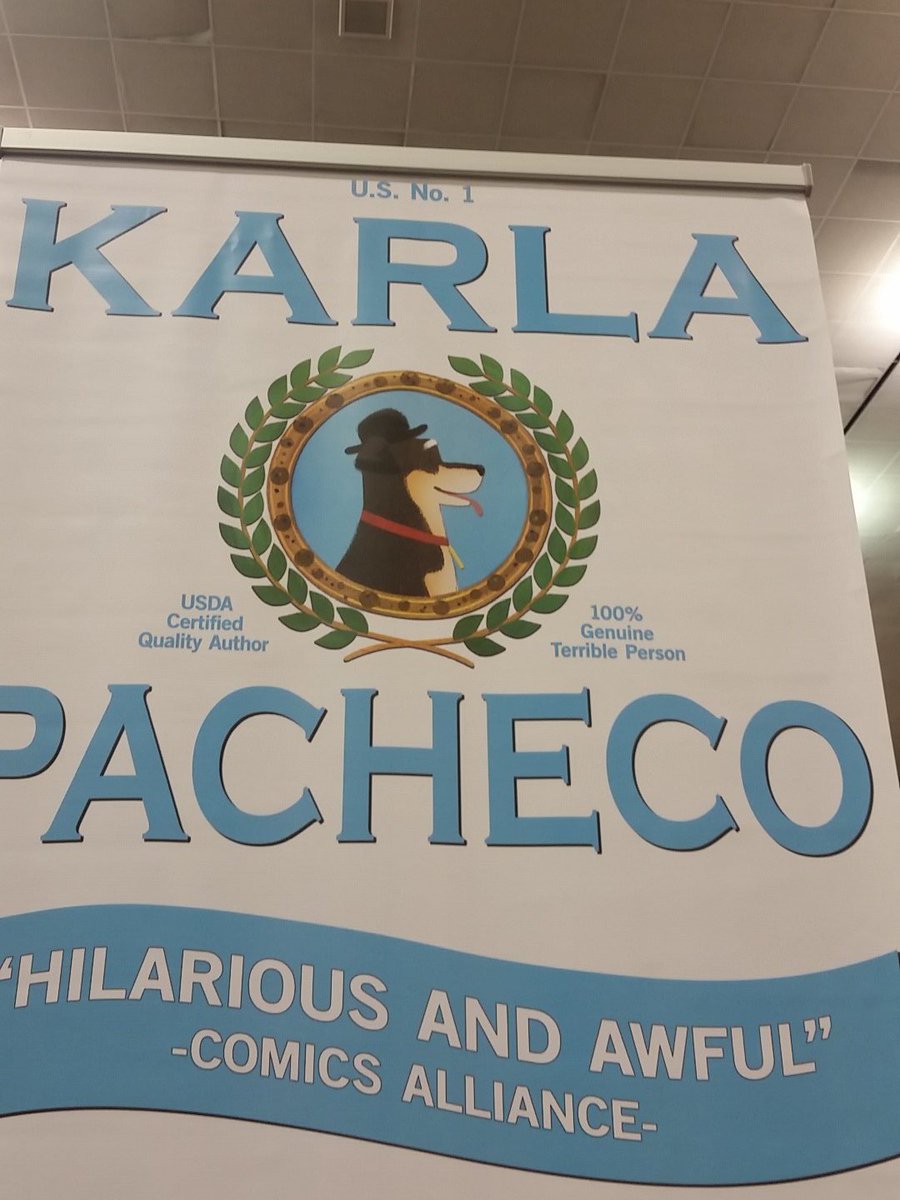 U.S. No. 1
KARLA
USDA
Certified
Quality Author
100%
Genuine
Terrible Person
PACHECO
“HILARIOUS AND AWFUL”
-COMICS ALLIANCE-